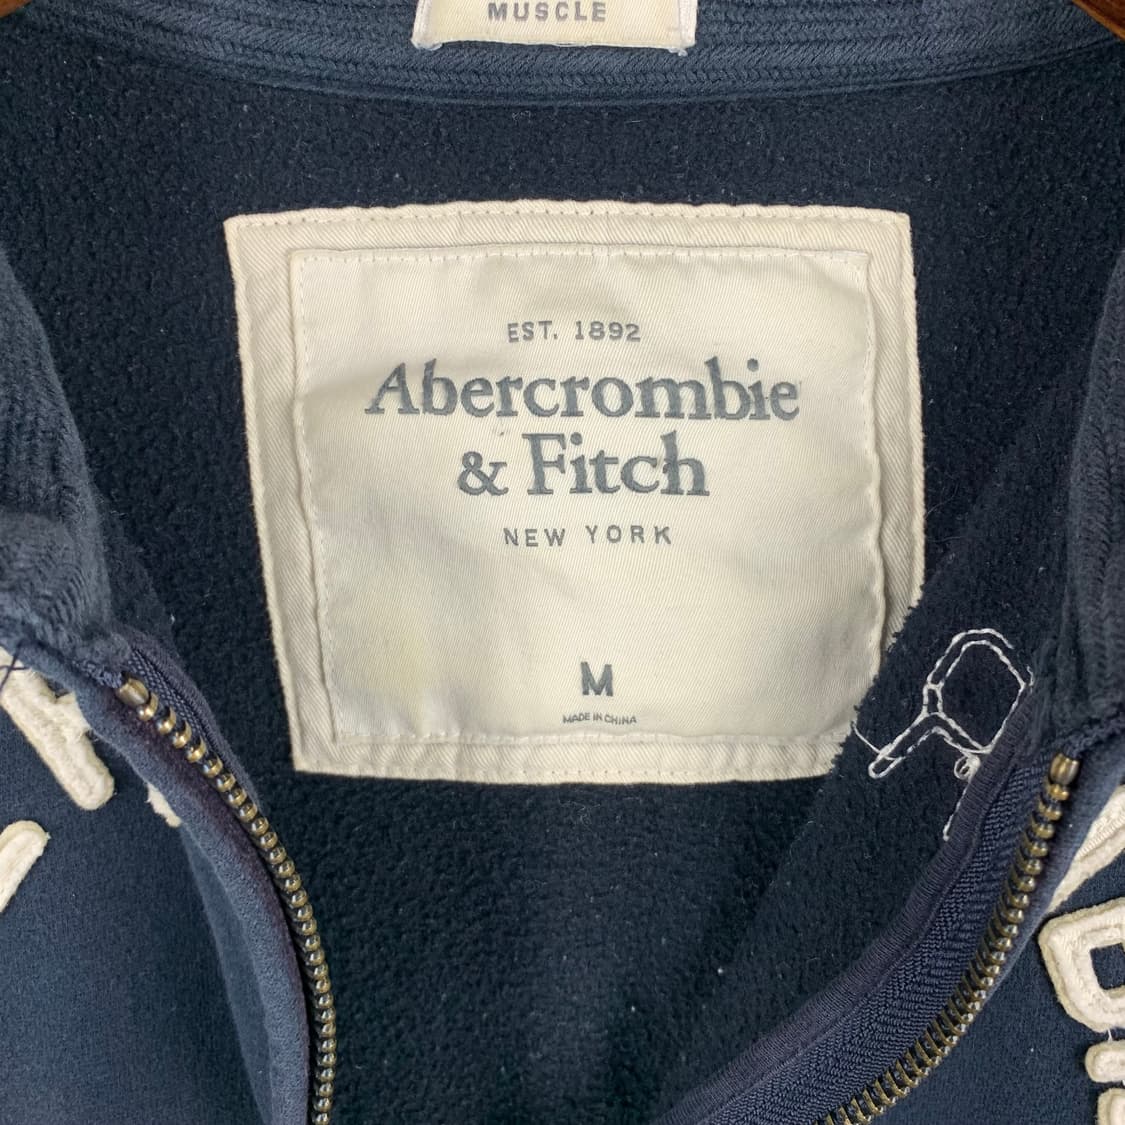 MUSCLE
EST. 1892
Abercrombie
& Fitch
NEW YORK
M
MADE IN CHINA